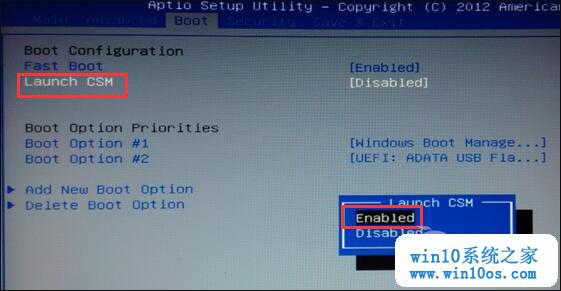 Aptio Setup Utility - Copyright (C) 2012 American
Main Advanced Boot Security Save & Exit
Boot Configuration
Fast Boot [Enabled]
Launch CSM [Disabled]
Boot Option Priorities
Boot Option #1 [Windows Boot Manage...]
Boot Option #2 [UEFI: ADATA USB Fla...]
Add New Boot Option
Delete Boot Option
Launch CSM
Enabled
Disabled
win10系统之家
www.win10os.com